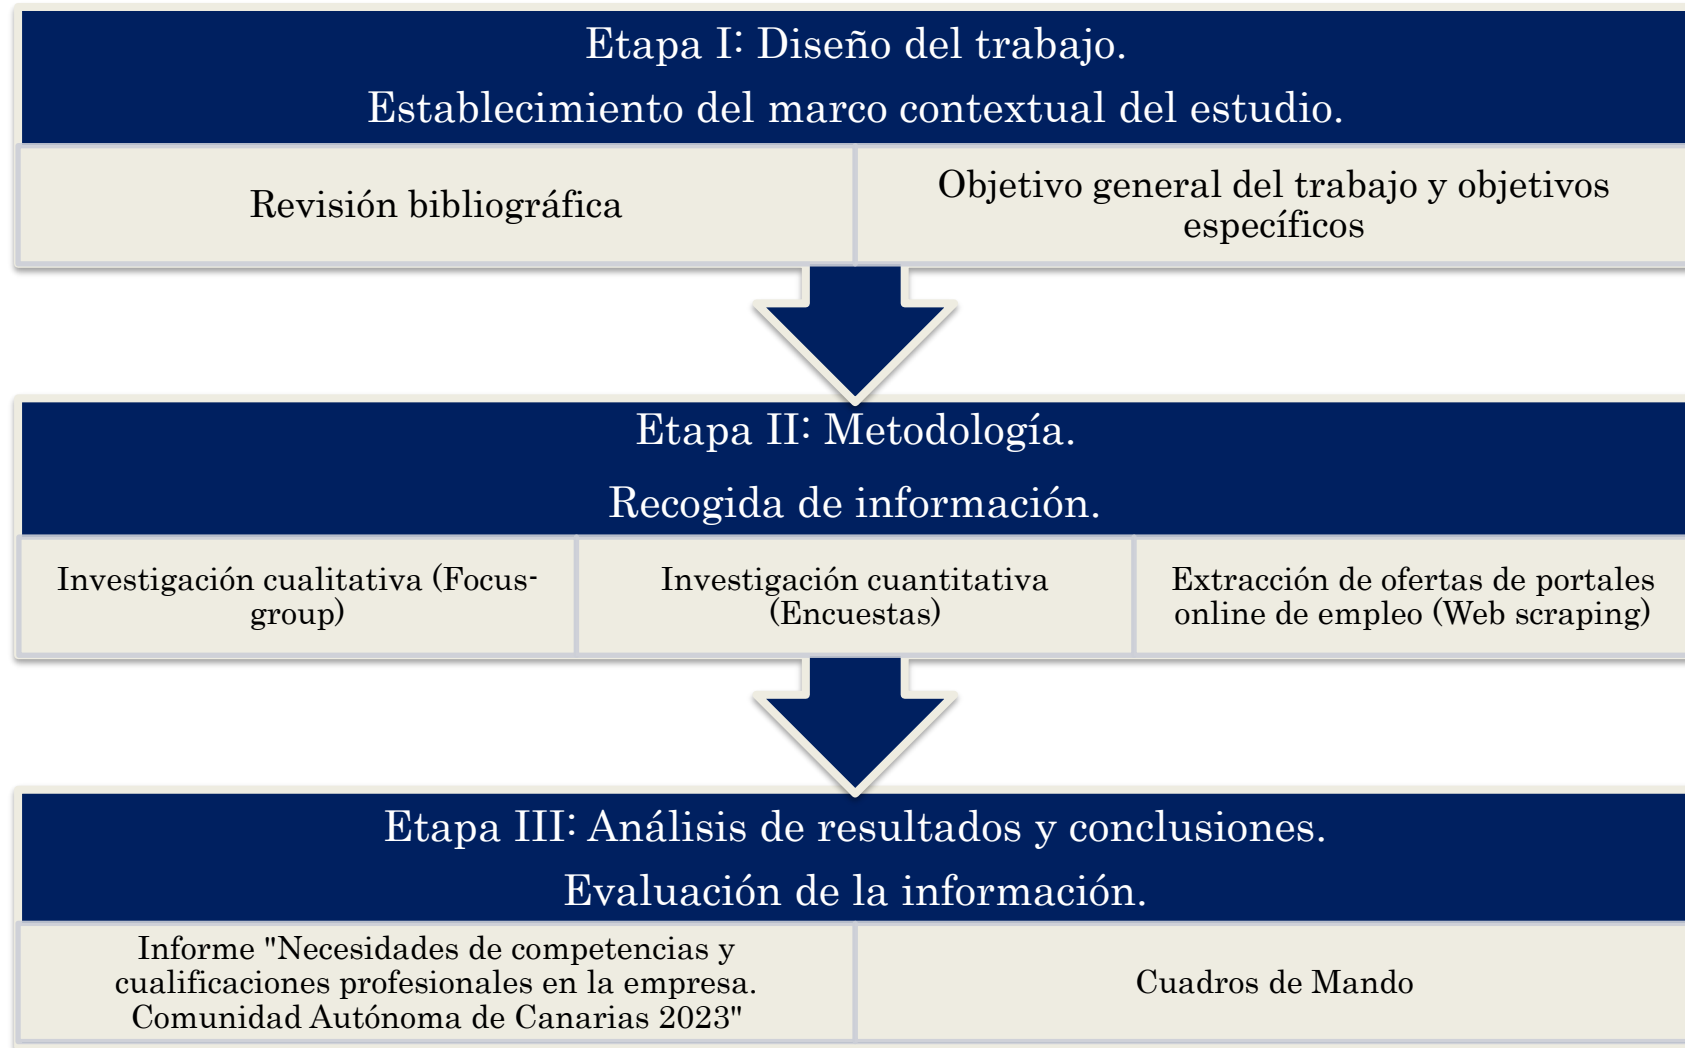 Etapa I: Diseño del trabajo.
Establecimiento del marco contextual del estudio.
Revisión bibliográfica
Objetivo general del trabajo y objetivos
específicos
Etapa II: Metodología.
Recogida de información.
Investigación cualitativa (Focus-
group)
Investigación cuantitativa
(Encuestas)
Extracción de ofertas de portales
online de empleo (Web scraping)
Etapa III: Análisis de resultados y conclusiones.
Evaluación de la información.
Informe "Necesidades de competencias y
cualificaciones profesionales en la empresa.
Comunidad Autónoma de Canarias 2023"
Cuadros de Mando